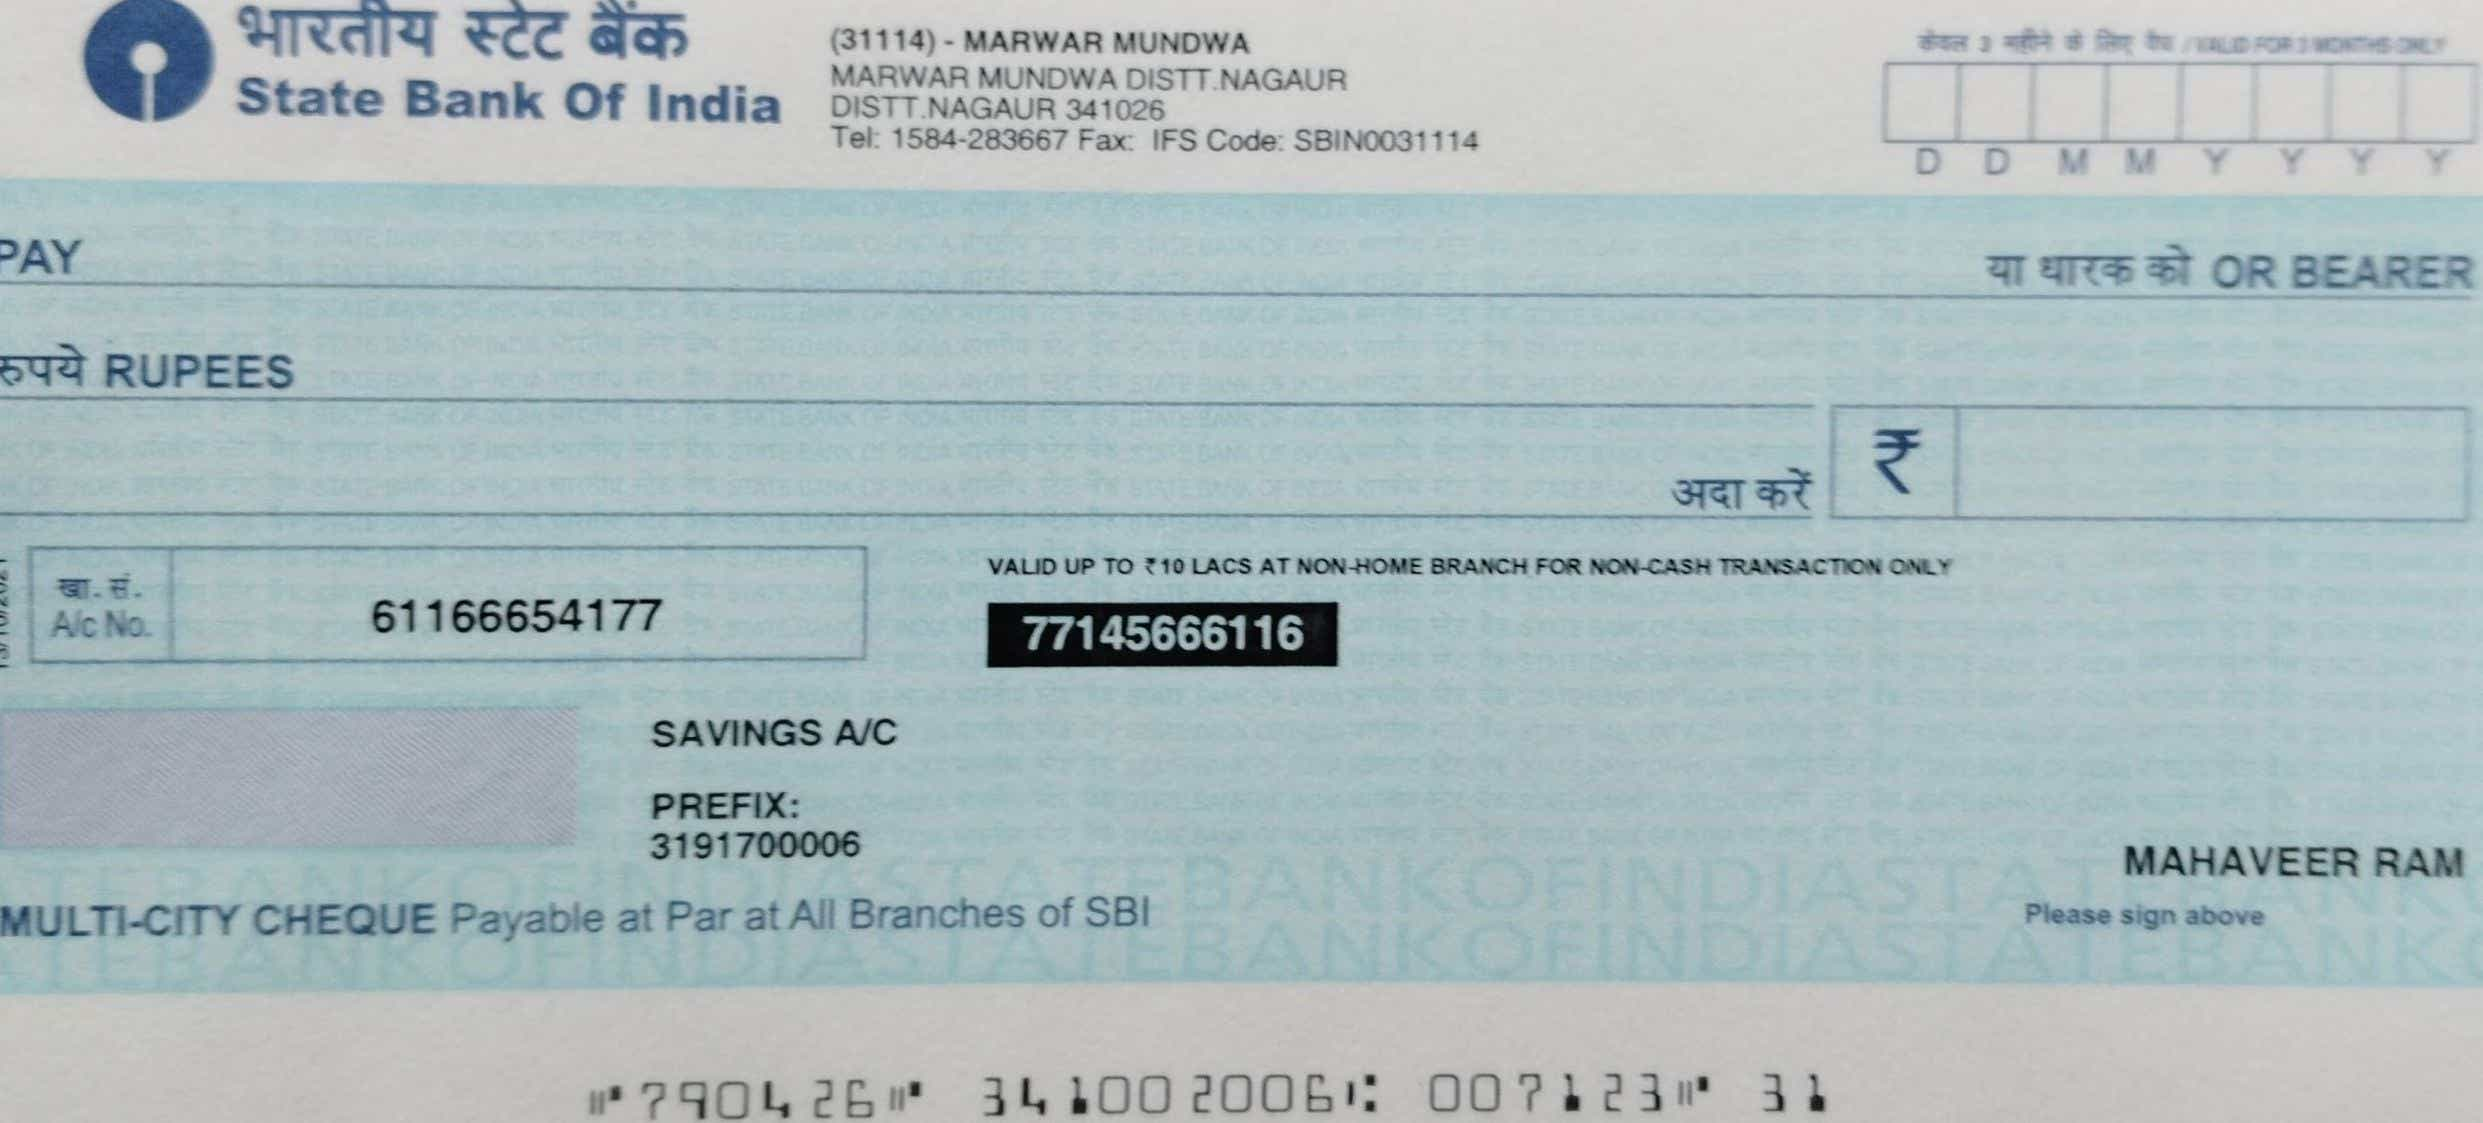 भारतीय स्टेट बैंक
State Bank Of India
(31114) - MARWAR MUNDWA
MARWAR MUNDWA DISTT.NAGAUR
DISTT.NAGAUR 341026
Tel: 1584-283667 Fax: IFS Code: SBIN0031114
केवल 3 महीने के लिए वैध / VALID FOR 3 MONTHS ONLY
D D M M Y Y Y Y
PAY
या धारक को OR BEARER
रुपये RUPEES
अदा करें ₹
VALID UP TO ₹ 10 LACS AT NON-HOME BRANCH FOR NON-CASH TRANSACTION ONLY
खा. सं.
A/c No.
61166654177
77145666116
SAVINGS A/C
PREFIX:
3191700006
MAHAVEER RAM
Please sign above
MULTI-CITY CHEQUE Payable at Par at All Branches of SBI
⑈790426⑈ 341002006⑆ 007123⑈ 31